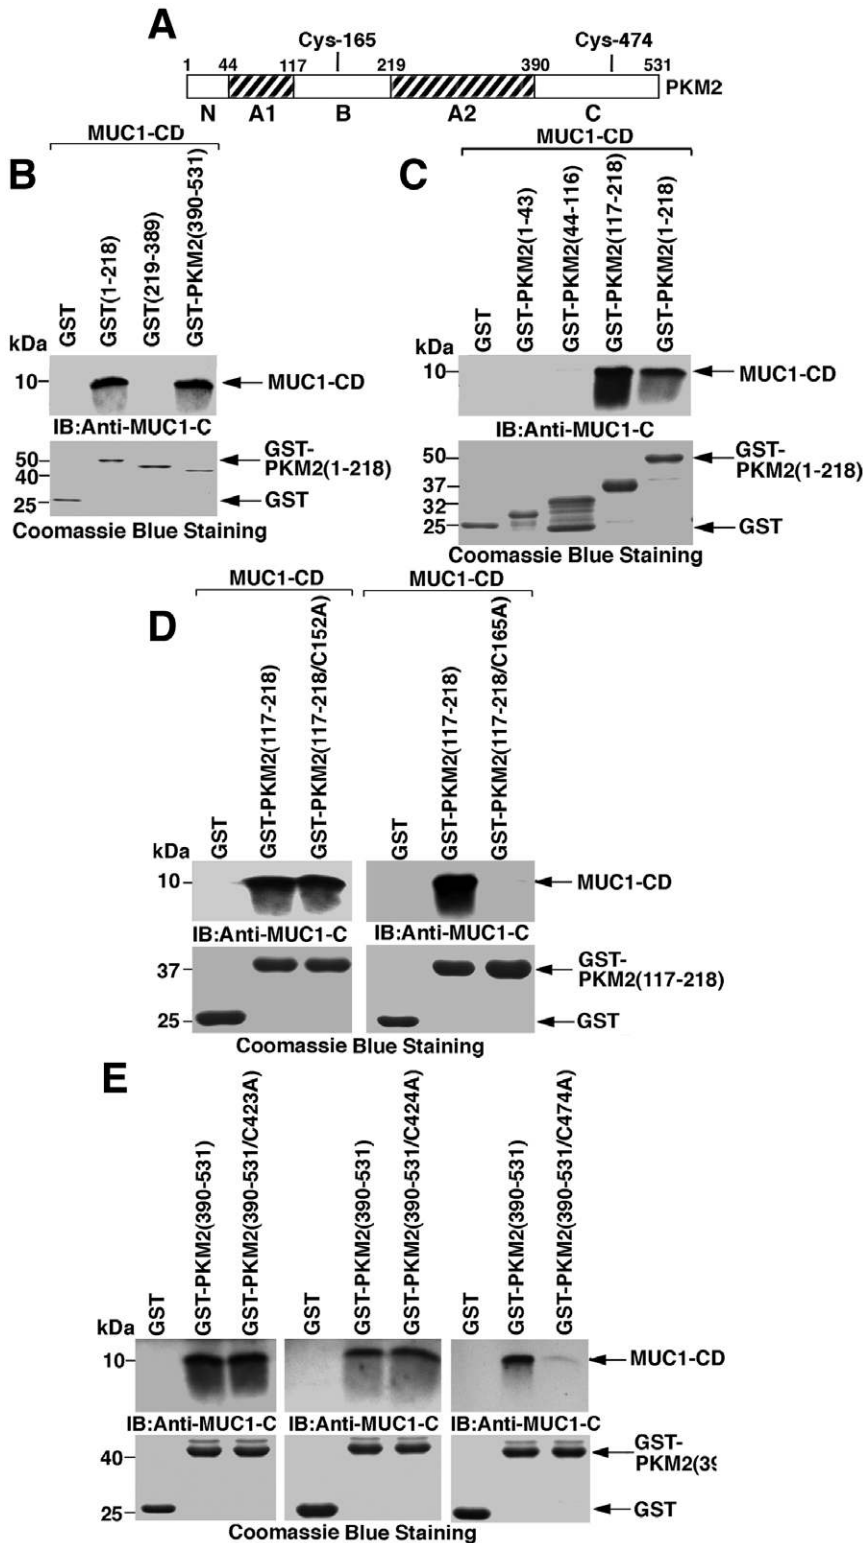 A
Cys-165 Cys-474
1 44 117 219 390 531
PKM2
N A1 B A2 C
B
MUC1-CD
GST
GST(1-218)
GST(219-389)
GST-PKM2(390-531)
kDa
10
MUC1-CD
IB:Anti-MUC1-C
50
40
25
GST-
PKM2(1-218)
GST
Coomassie Blue Staining
C
MUC1-CD
GST
GST-PKM2(1-43)
GST-PKM2(44-116)
GST-PKM2(117-218)
GST-PKM2(1-218)
kDa
10
MUC1-CD
IB:Anti-MUC1-C
50
37
32
25
GST-
PKM2(1-218)
GST
Coomassie Blue Staining
D
MUC1-CD
MUC1-CD
GST
GST-PKM2(117-218)
GST-PKM2(117-218/C152A)
GST
GST-PKM2(117-218)
GST-PKM2(117-218/C165A)
kDa
10
MUC1-CD
IB:Anti-MUC1-C IB:Anti-MUC1-C
37
25
GST-
PKM2(117-218)
GST
Coomassie Blue Staining
E
GST
GST-PKM2(390-531)
GST-PKM2(390-531/C423A)
GST
GST-PKM2(390-531)
GST-PKM2(390-531/C424A)
GST
GST-PKM2(390-531)
GST-PKM2(390-531/C474A)
kDa
10
MUC1-CD
IB:Anti-MUC1-C IB:Anti-MUC1-C IB:Anti-MUC1-C
40
25
GST-
PKM2(39
GST
Coomassie Blue Staining